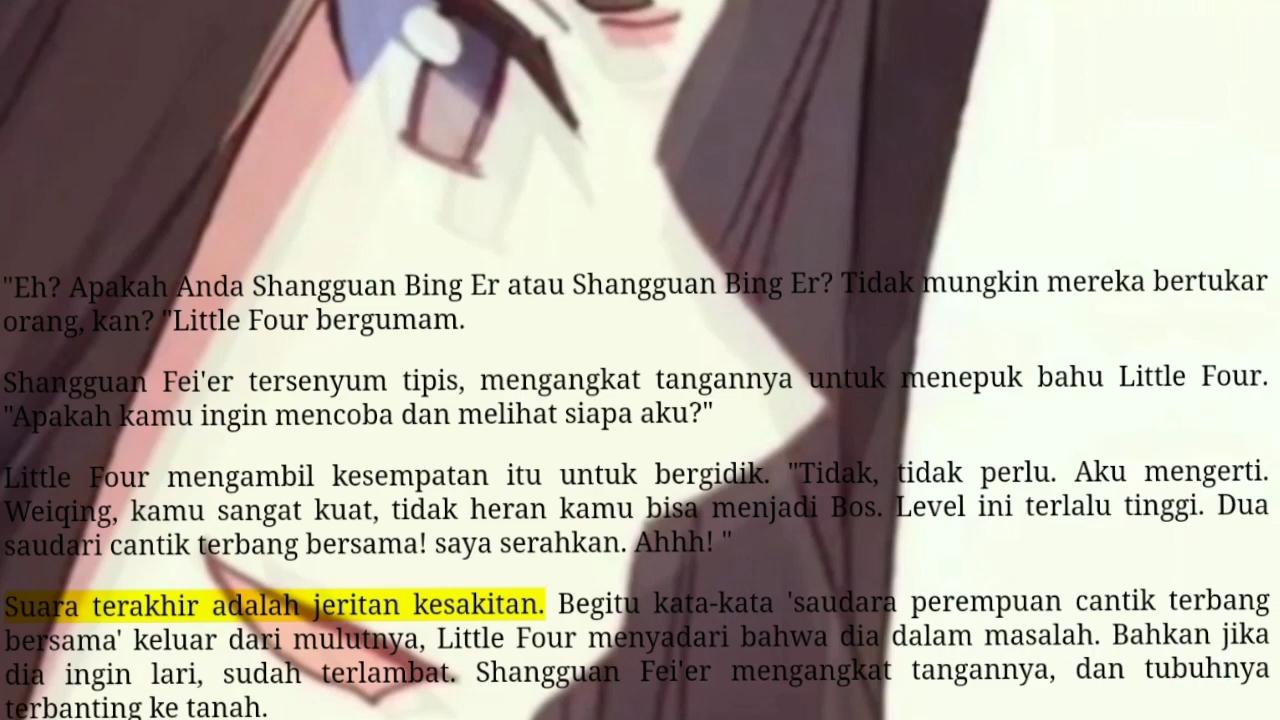 "Eh? Apakah Anda Shangguan Bing Er atau Shangguan Bing Er? Tidak mungkin mereka bertukar
orang, kan? "Little Four bergumam.
Shangguan Fei'er tersenyum tipis, mengangkat tangannya untuk menepuk bahu Little Four.
"Apakah kamu ingin mencoba dan melihat siapa aku?"
Little Four mengambil kesempatan itu untuk bergidik. "Tidak, tidak perlu. Aku mengerti.
Weiqing, kamu sangat kuat, tidak heran kamu bisa menjadi Bos. Level ini terlalu tinggi. Dua
saudari cantik terbang bersama! saya serahkan. Ahhh! "
Suara terakhir adalah jeritan kesakitan. Begitu kata-kata 'saudara perempuan cantik terbang
bersama' keluar dari mulutnya, Little Four menyadari bahwa dia dalam masalah. Bahkan jika
dia ingin lari, sudah terlambat. Shangguan Fei'er mengangkat tangannya, dan tubuhnya
terbanting ke tanah.